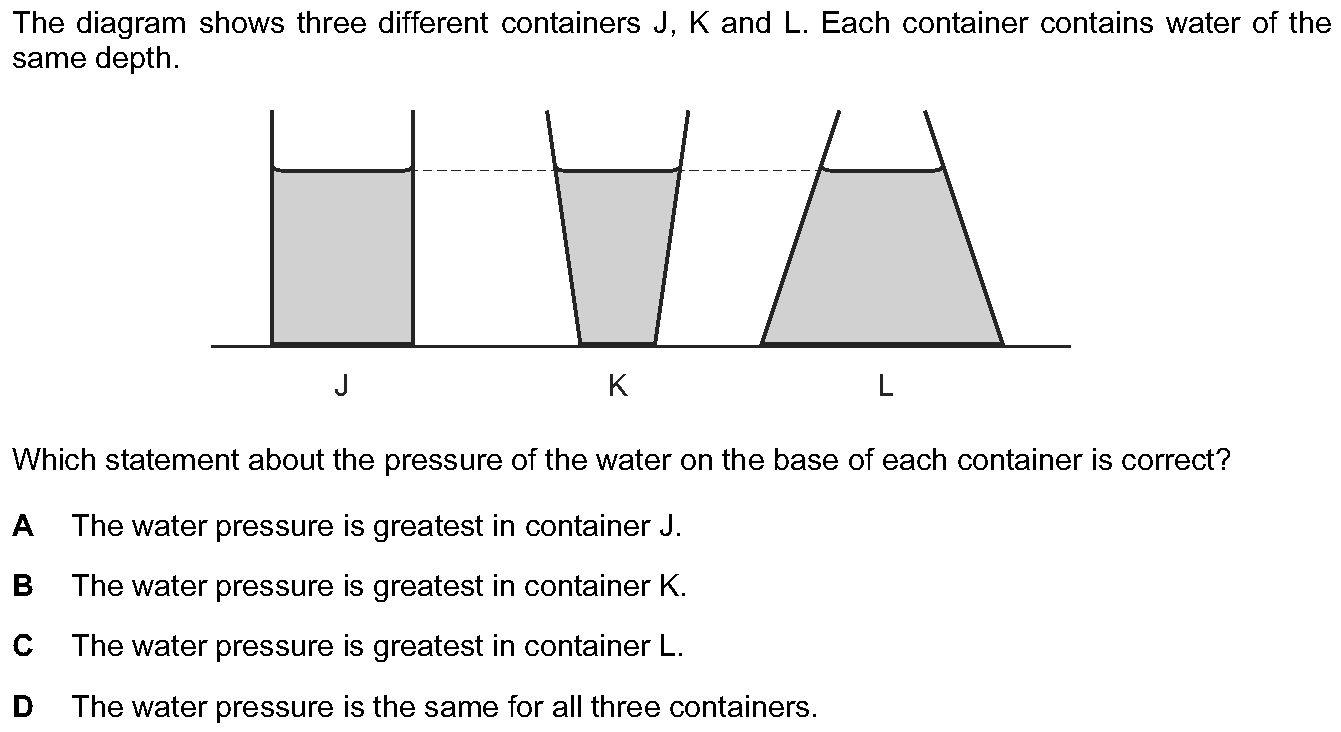 The diagram shows three different containers J, K and L. Each container contains water of the
same depth.
J K L
Which statement about the pressure of the water on the base of each container is correct?
A The water pressure is greatest in container J.
B The water pressure is greatest in container K.
C The water pressure is greatest in container L.
D The water pressure is the same for all three containers.